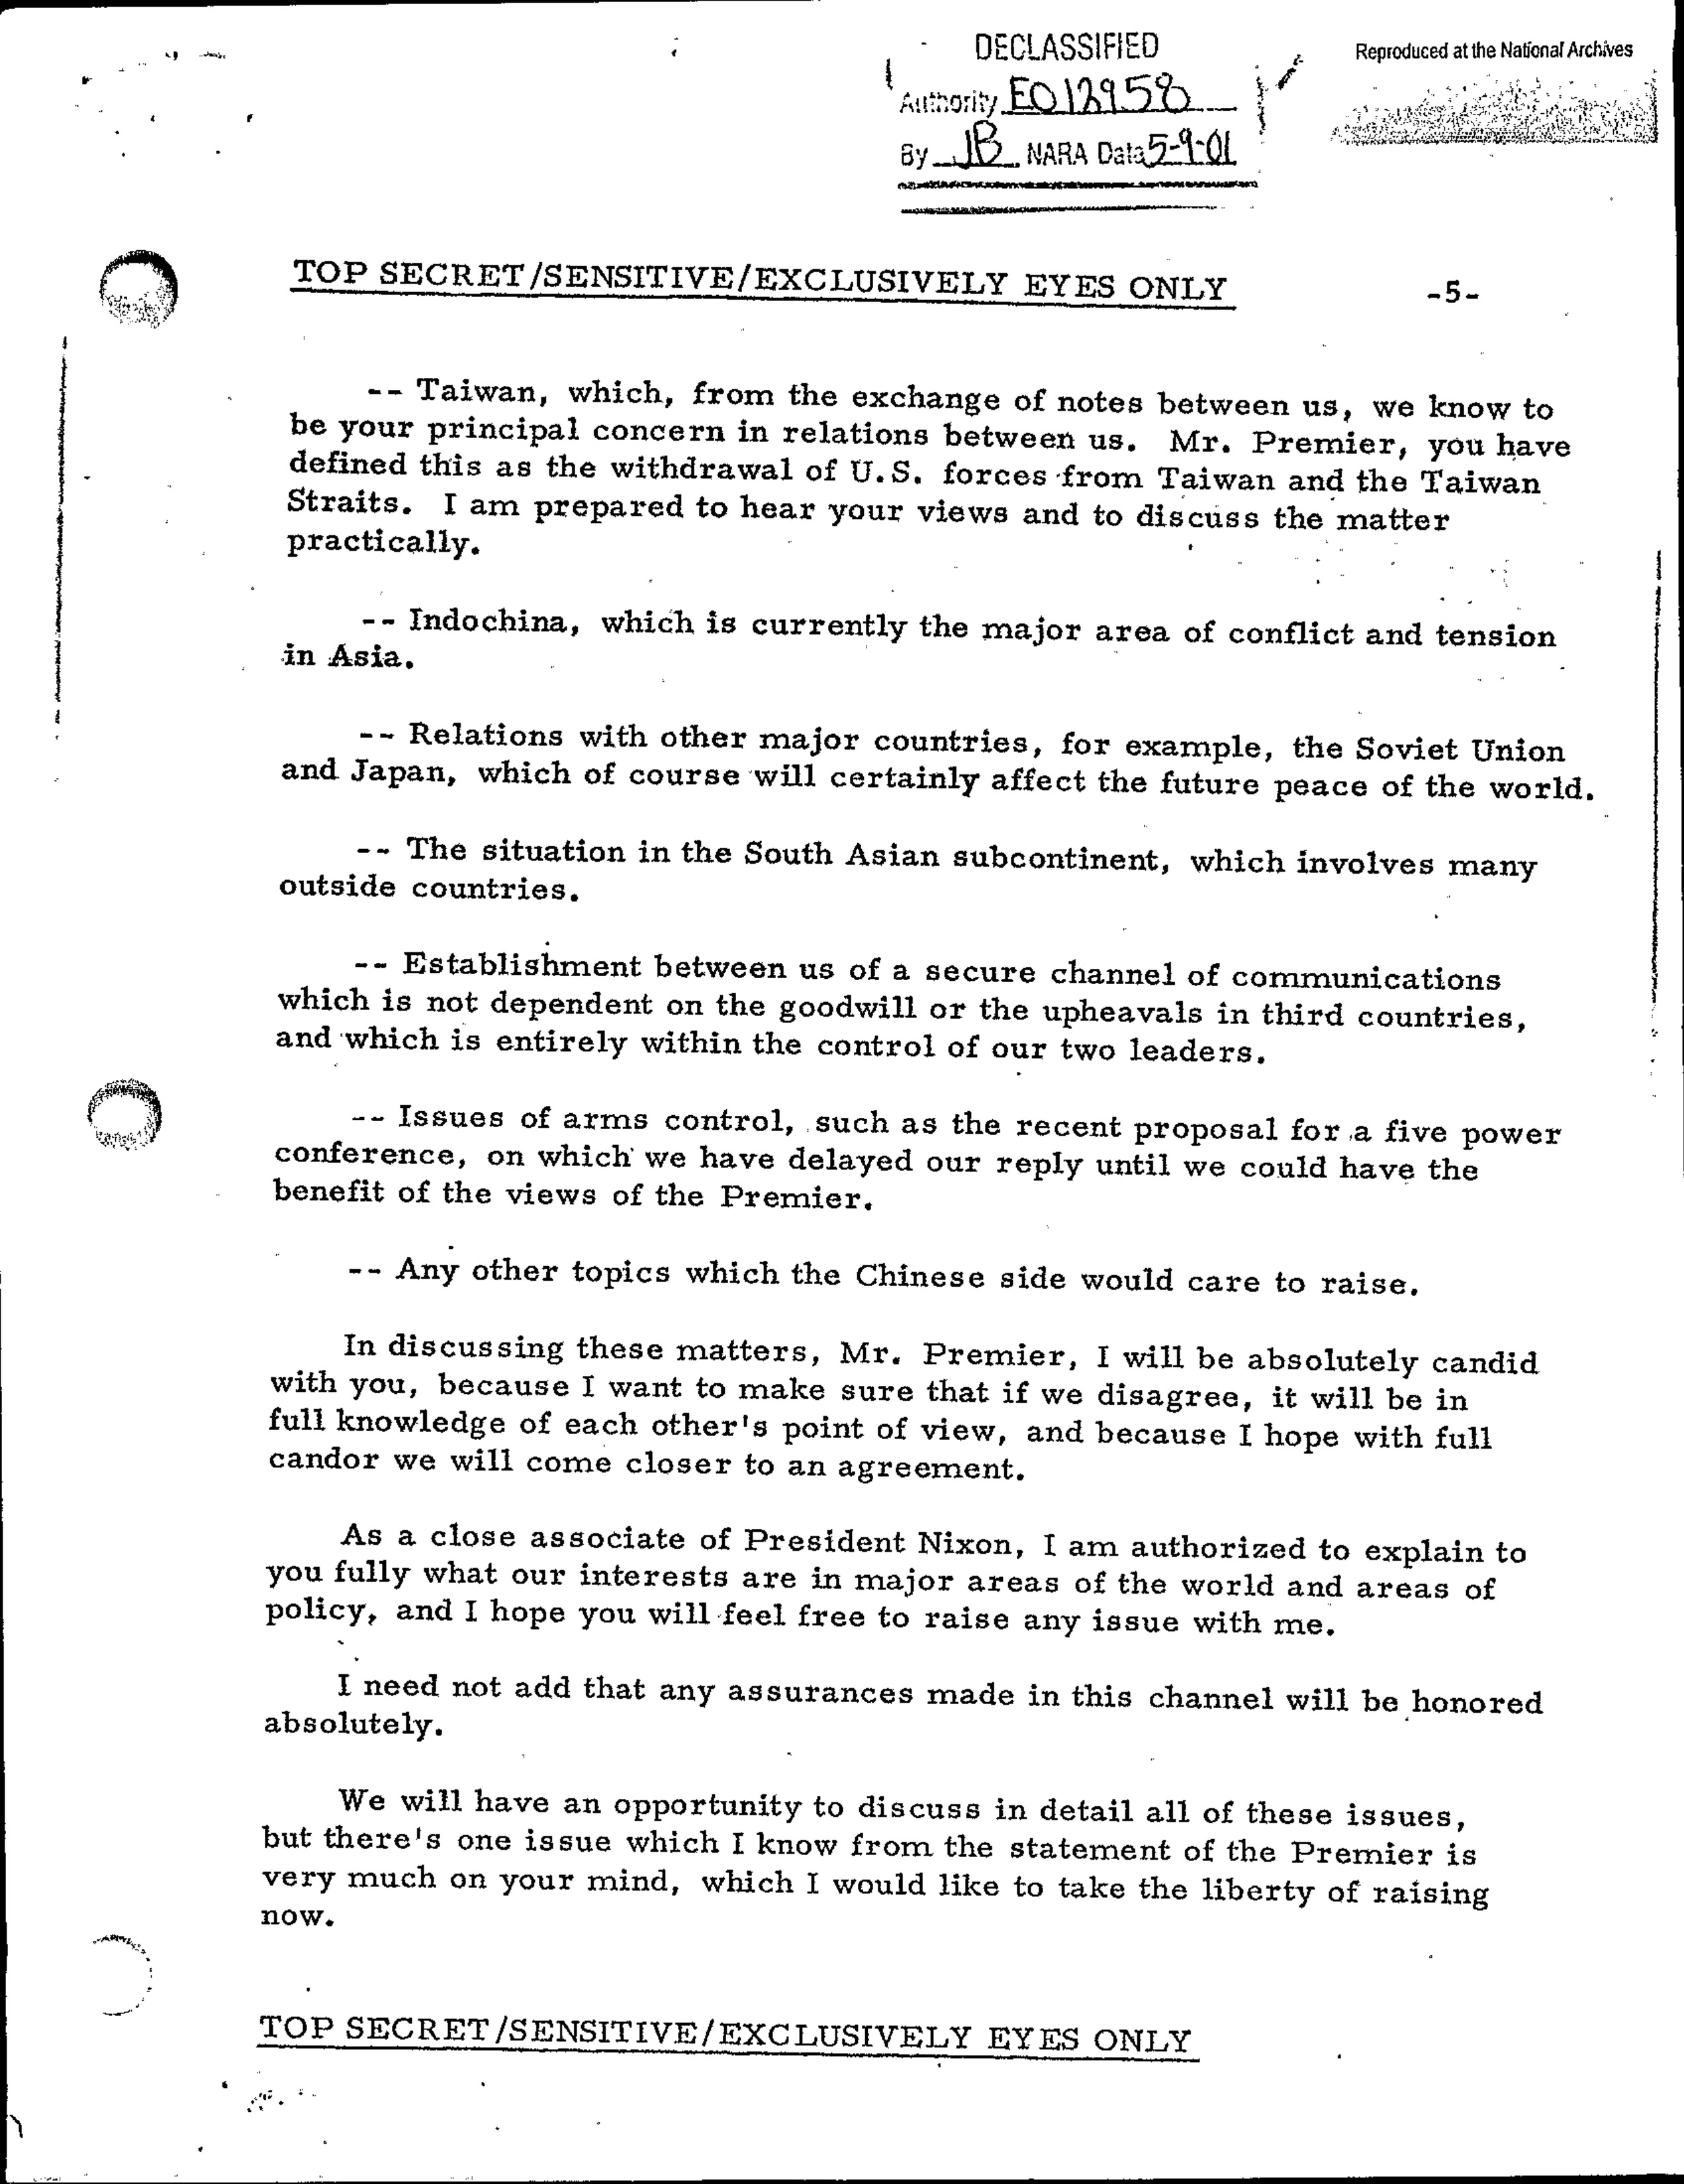 DECLASSIFIED
Reproduced at the National Archives
Authority EO 12958
By JB NARA Data 5-9-01
TOP SECRET/SENSITIVE/EXCLUSIVELY EYES ONLY
-5-
-- Taiwan, which, from the exchange of notes between us, we know to
be your principal concern in relations between us. Mr. Premier, you have
defined this as the withdrawal of U.S. forces from Taiwan and the Taiwan
Straits. I am prepared to hear your views and to discuss the matter
practically.
-- Indochina, which is currently the major area of conflict and tension
in Asia.
-- Relations with other major countries, for example, the Soviet Union
and Japan, which of course will certainly affect the future peace of the world.
-- The situation in the South Asian subcontinent, which involves many
outside countries.
-- Establishment between us of a secure channel of communications
which is not dependent on the goodwill or the upheavals in third countries,
and which is entirely within the control of our two leaders.
-- Issues of arms control, such as the recent proposal for a five power
conference, on which we have delayed our reply until we could have the
benefit of the views of the Premier.
-- Any other topics which the Chinese side would care to raise.
In discussing these matters, Mr. Premier, I will be absolutely candid
with you, because I want to make sure that if we disagree, it will be in
full knowledge of each other's point of view, and because I hope with full
candor we will come closer to an agreement.
As a close associate of President Nixon, I am authorized to explain to
you fully what our interests are in major areas of the world and areas of
policy, and I hope you will feel free to raise any issue with me.
I need not add that any assurances made in this channel will be honored
absolutely.
We will have an opportunity to discuss in detail all of these issues,
but there's one issue which I know from the statement of the Premier is
very much on your mind, which I would like to take the liberty of raising
now.
TOP SECRET/SENSITIVE/EXCLUSIVELY EYES ONLY